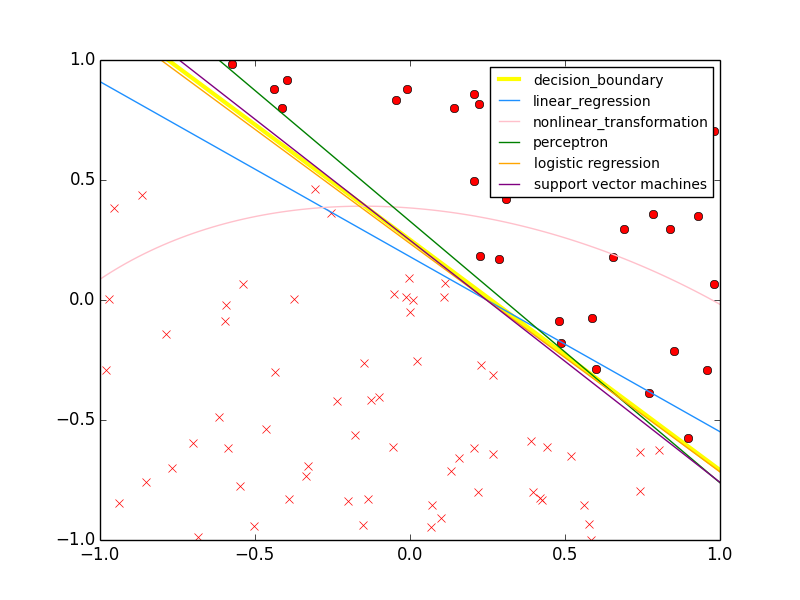 1.0
0.5
0.0
−0.5
−1.0
−1.0
−0.5
0.0
0.5
1.0
decision_boundary
linear_regression
nonlinear_transformation
perceptron
logistic regression
support vector machines